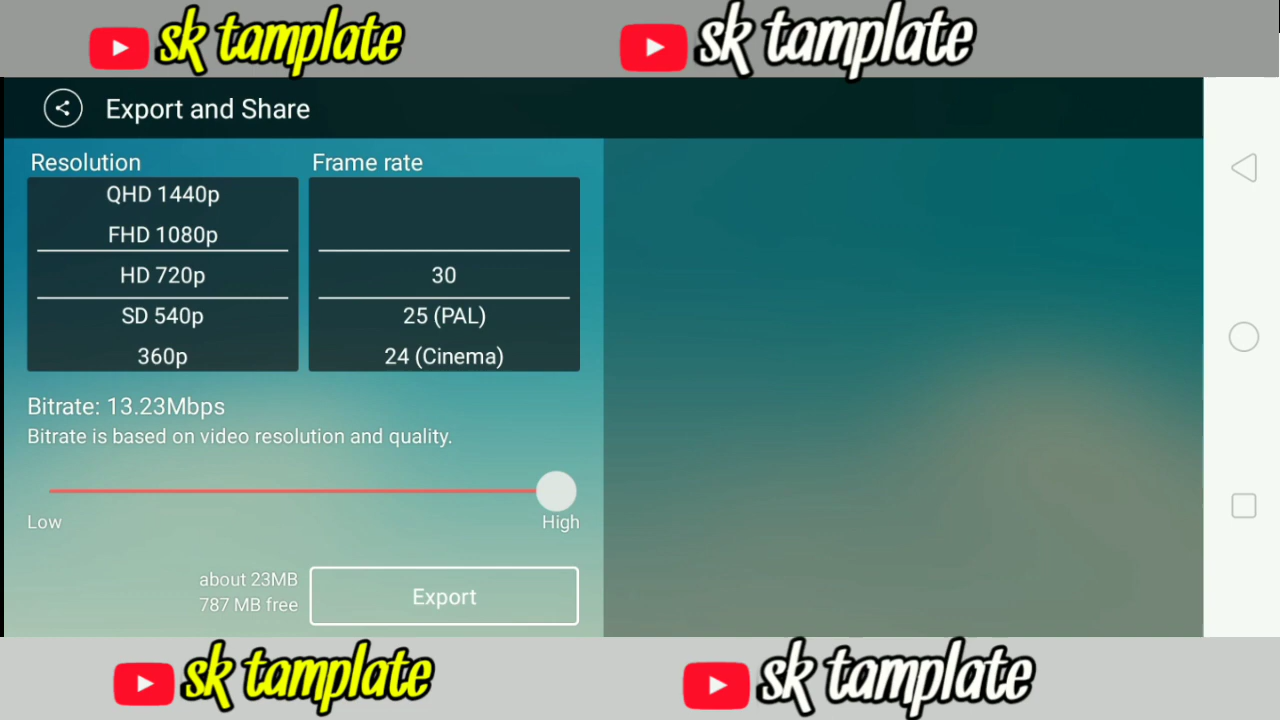 sk tamplate
sk tamplate
Export and Share
Resolution
Frame rate
QHD 1440p
FHD 1080p
HD 720p
SD 540p
360p
30
25 (PAL)
24 (Cinema)
Bitrate: 13.23Mbps
Bitrate is based on video resolution and quality.
Low
High
about 23MB
787 MB free
Export
sk tamplate
sk tamplate